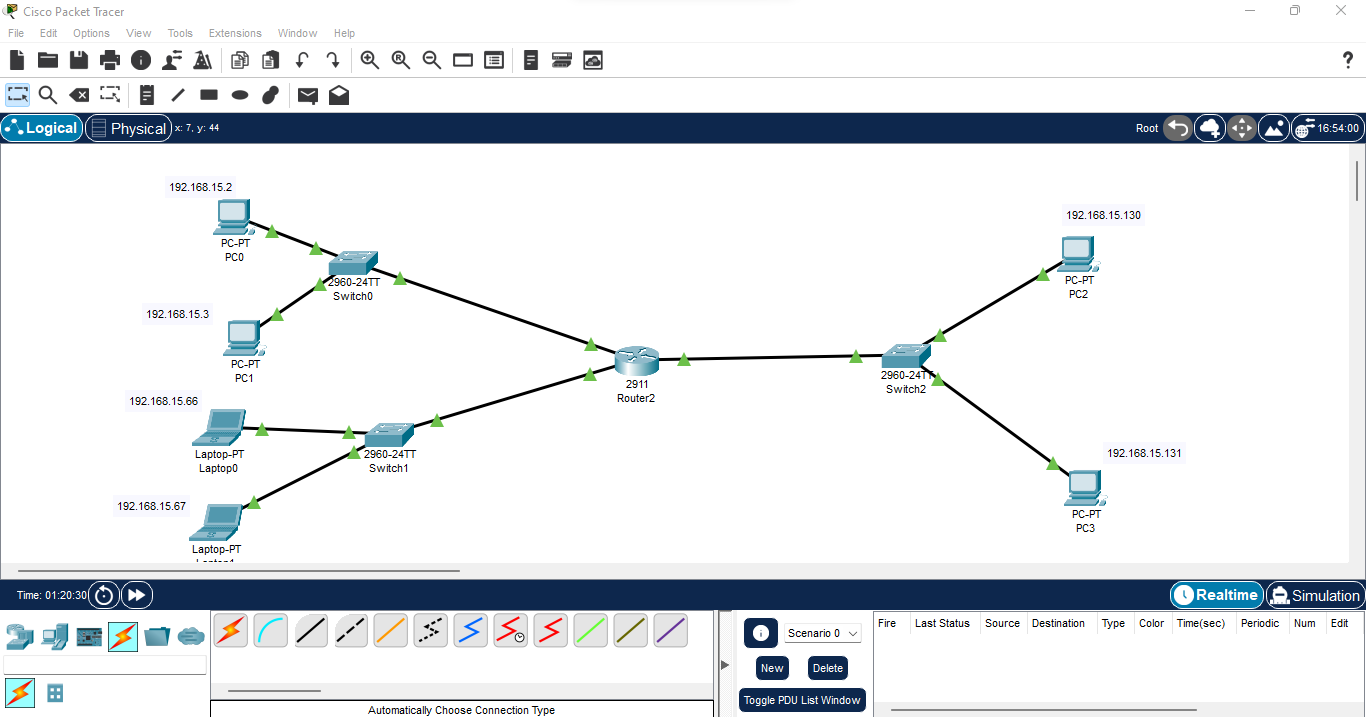 Cisco Packet Tracer
File Edit Options View Tools Extensions Window Help
Logical Physical x: 7, y: 44 Root 16:54:00
192.168.15.2
PC-PT
PC0
192.168.15.130
PC-PT
PC2
2960-24TT
Switch0
192.168.15.3
PC-PT
PC1
2911
Router2
2960-24TT
Switch2
192.168.15.66
Laptop-PT
Laptop0
2960-24TT
Switch1
192.168.15.131
PC-PT
PC3
192.168.15.67
Laptop-PT
Time: 01:20:30 Realtime Simulation
Scenario 0
New Delete
Toggle PDU List Window
Fire Last Status Source Destination Type Color Time(sec) Periodic Num Edit
Automatically Choose Connection Type